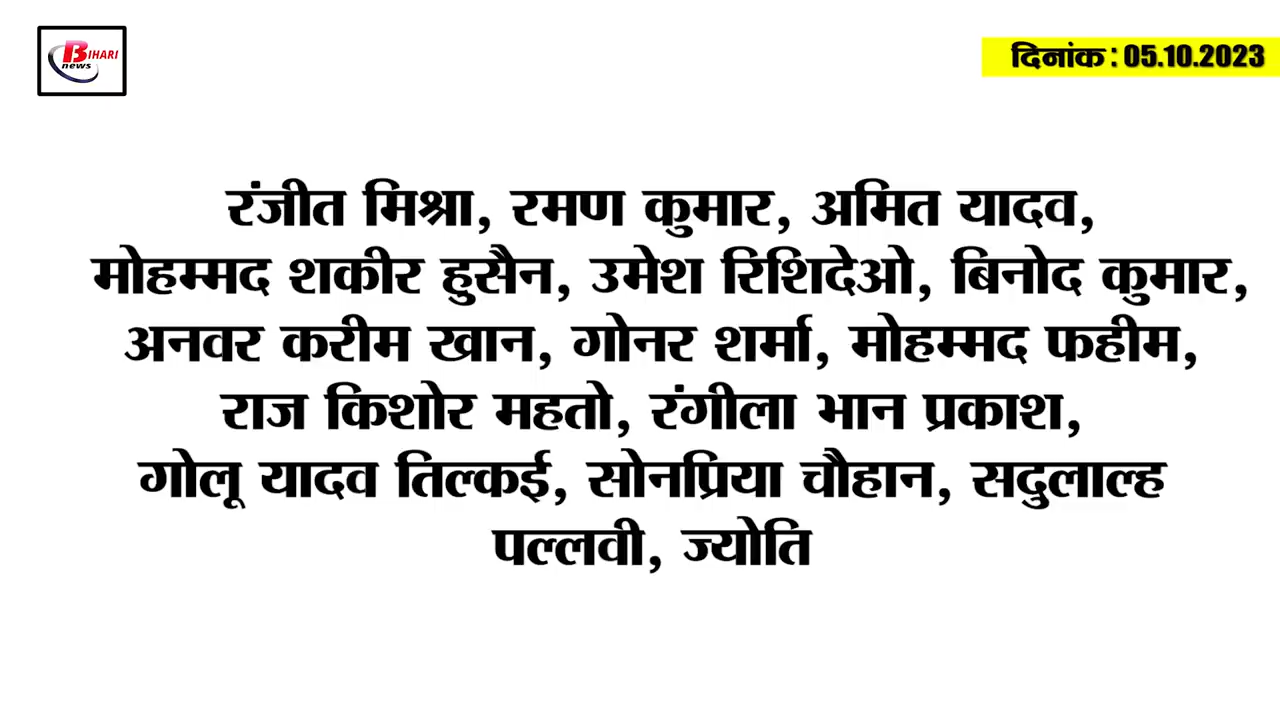 BIHARI
news
दिनांक : 05.10.2023
रंजीत मिश्रा, रमण कुमार, अमित यादव,
मोहम्मद शकीर हुसैन, उमेश रिशिदेओ, बिनोद कुमार,
अनवर करीम खान, गोनर शर्मा, मोहम्मद फहीम,
राज किशोर महतो, रंगीला भान प्रकाश,
गोलू यादव तिल्कई, सोनप्रिया चौहान, सदुलाल्ह
पल्लवी, ज्योति